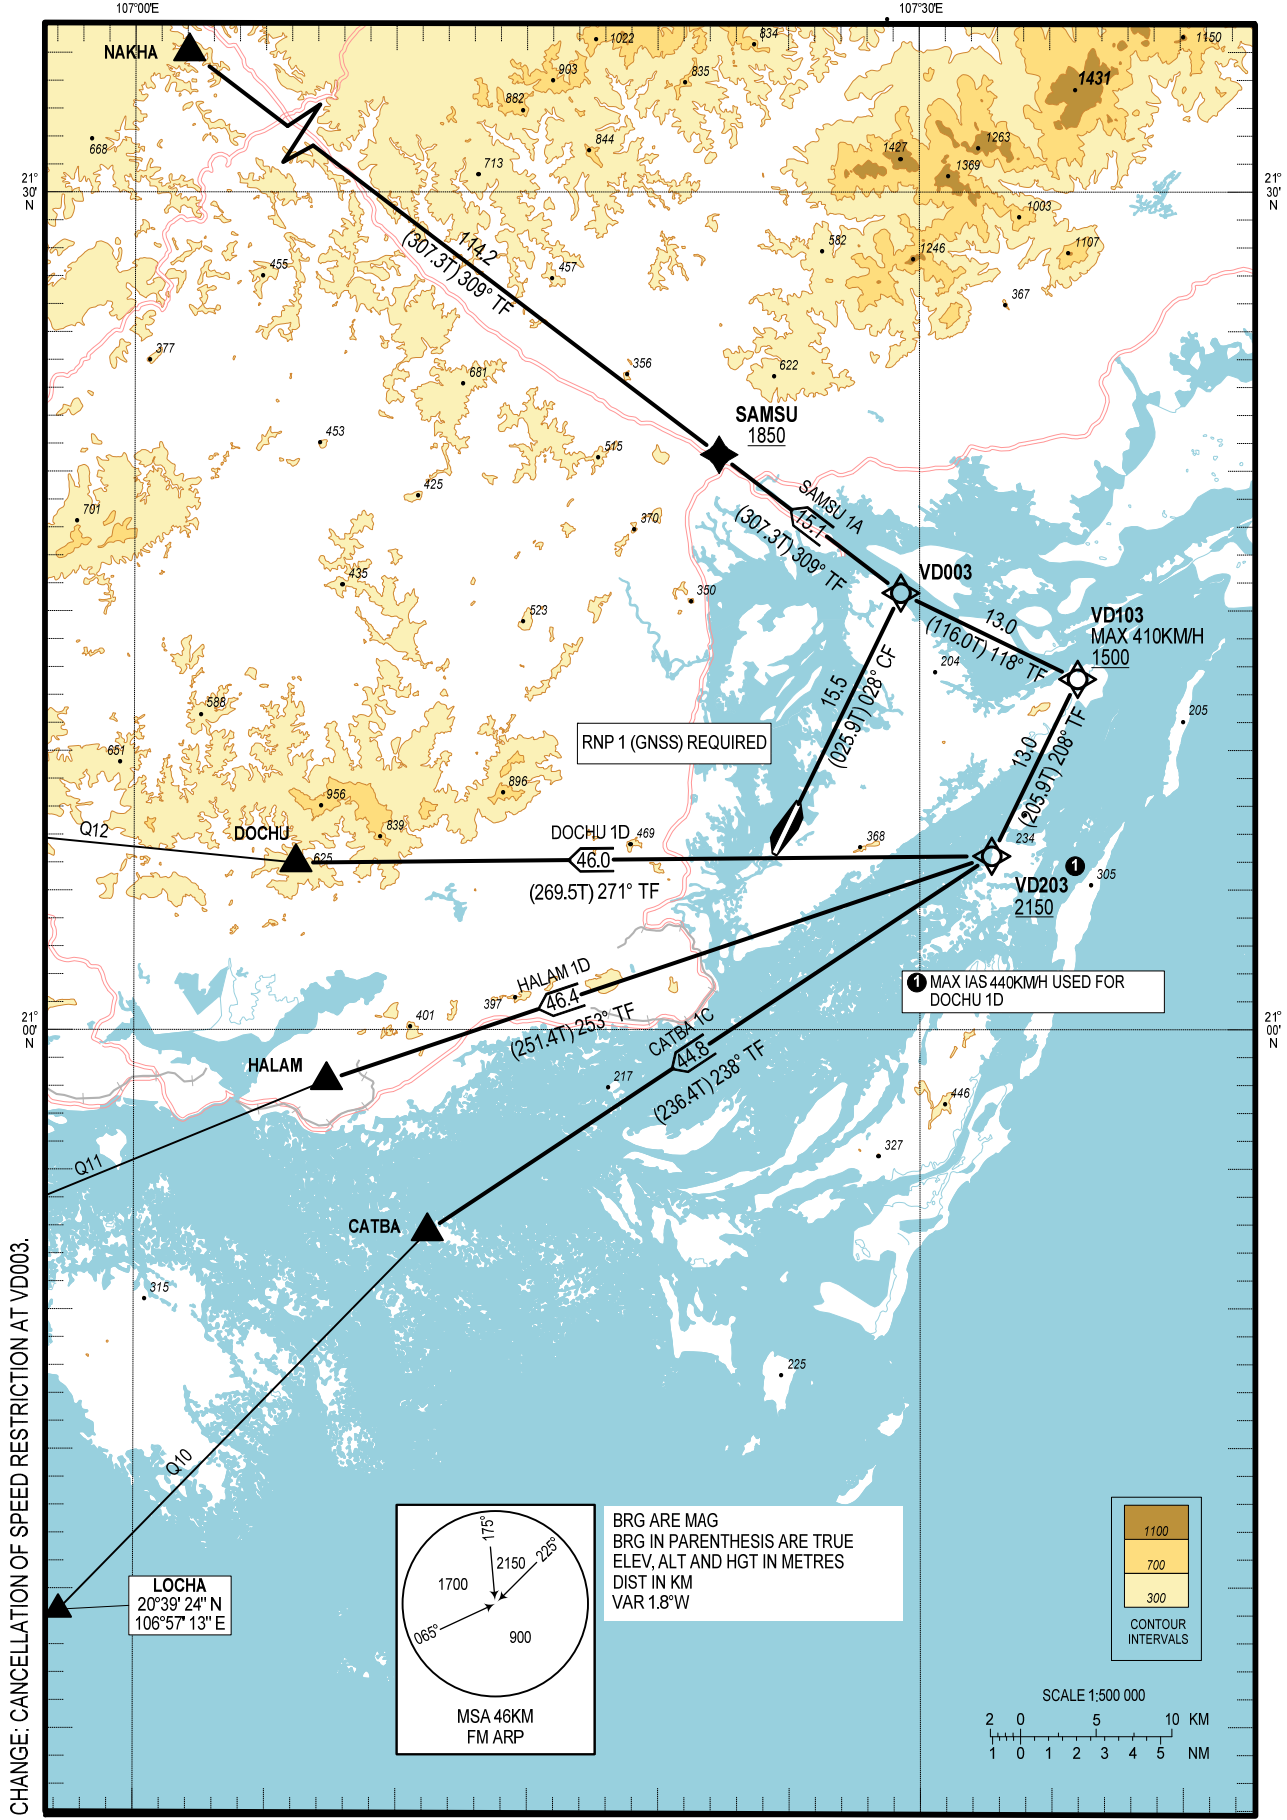 107°00'E
107°30'E
NAKHA
1022
834
1150
903
835
1431
882
668
844
713
1427
1263
1369
21°
30'
N
21°
30'
N
1003
114.2
(307.3T) 309° TF
582
1246
1107
455
457
367
377
356
622
681
SAMSU
1850
453
515
425
SAMSU 1A
15.1
(307.3T) 309° TF
701
370
435
VD003
350
523
13.0
(116.0T) 118° TF
VD103
MAX 410KM/H
1500
204
588
15.5
(025.9T) 028° CF
205
RNP 1 (GNSS) REQUIRED
13.0
(205.9T) 208° TF
651
896
956
Q12
DOCHU
839
DOCHU 1D
469
368
234
625
46.0
(269.5T) 271° TF
1
VD203
2150
305
HALAM 1D
397
46.4
(251.4T) 253° TF
1 MAX IAS 440KM/H USED FOR
DOCHU 1D
401
21°
00'
N
21°
00'
N
CATBA 1C
44.8
(236.4T) 238° TF
HALAM
217
446
Q11
327
CATBA
315
225
Q10
LOCHA
20°39' 24" N
106°57' 13" E
175°
225°
2150
1700
065°
900
MSA 46KM
FM ARP
BRG ARE MAG
BRG IN PARENTHESIS ARE TRUE
ELEV, ALT AND HGT IN METRES
DIST IN KM
VAR 1.8°W
1100
700
300
CONTOUR
INTERVALS
SCALE 1:500 000
2 0 5 10 KM
1 0 1 2 3 4 5 NM
CHANGE: CANCELLATION OF SPEED RESTRICTION AT VD003.